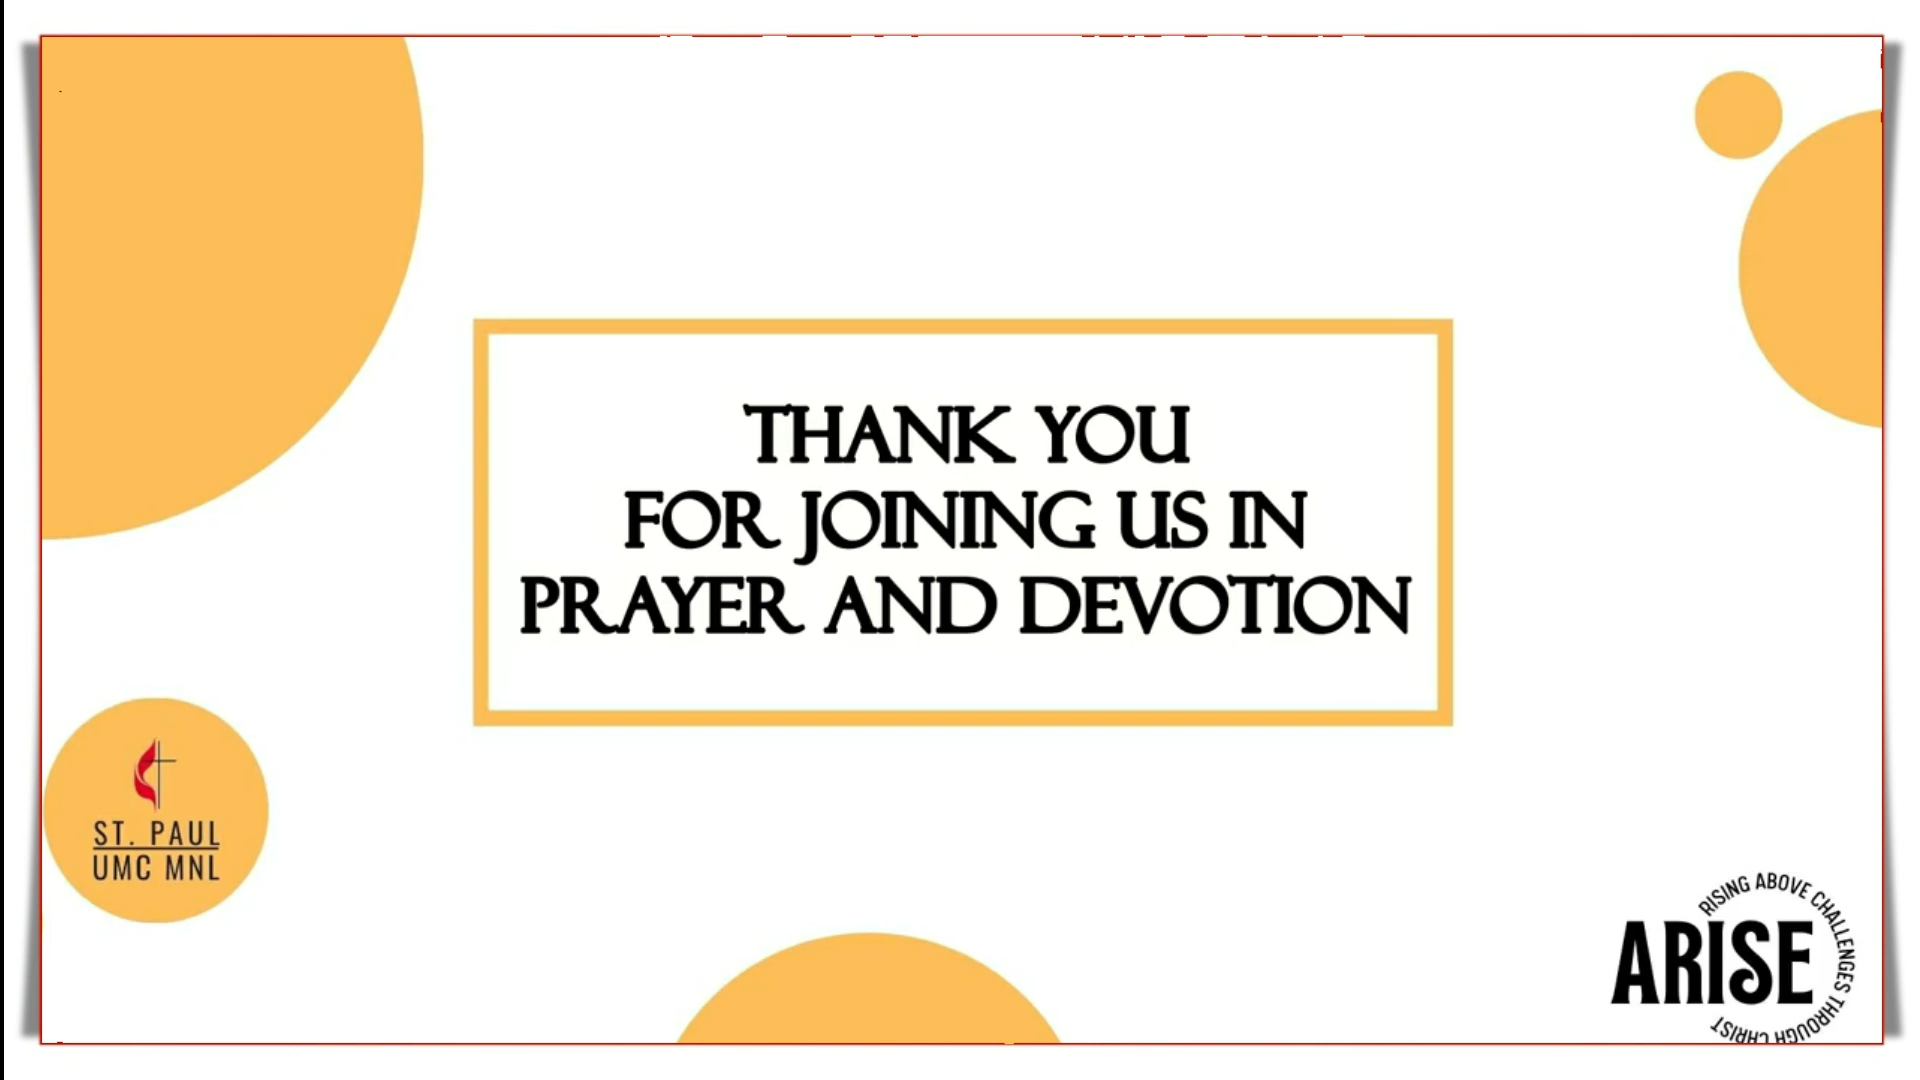 THANK YOU
FOR JOINING US IN
PRAYER AND DEVOTION
ST. PAUL
UMC MNL
ARISE
RISING ABOVE CHALLENGES THROUGH CHRIST